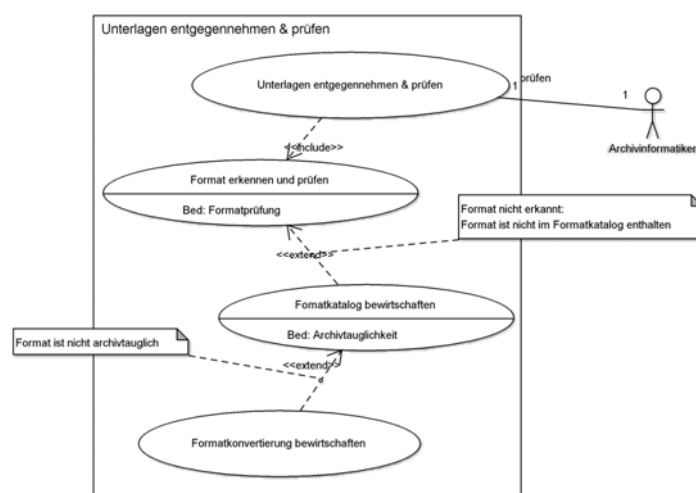 Unterlagen entgegennehmen & prüfen
Unterlagen entgegennehmen & prüfen
1
prüfen
1
Archivinformatiker
<<include>>
Format erkennen und prüfen
Bed: Formatprüfung
Format nicht erkannt:
Format ist nicht im Formatkatalog enthalten
<<extend>>
Fomatkatalog bewirtschaften
Bed: Archivtauglichkeit
Format ist nicht archivtauglich
<<extend>>
Formatkonvertierung bewirtschaften